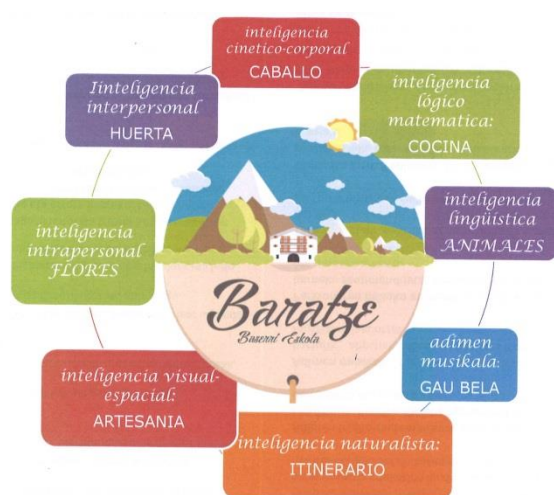 inteligencia
cinetico-corporal
CABALLO
inteligencia
lógico
matematica:
COCINA
inteligencia
lingüística
ANIMALES
adimen
musikala:
GAU BELA
inteligencia naturalista:
ITINERARIO
inteligencia visual-
espacial:
ARTESANIA
inteligencia
intrapersonal
FLORES
Iinteligencia
interpersonal
HUERTA
Baratze
Baserri Eskola